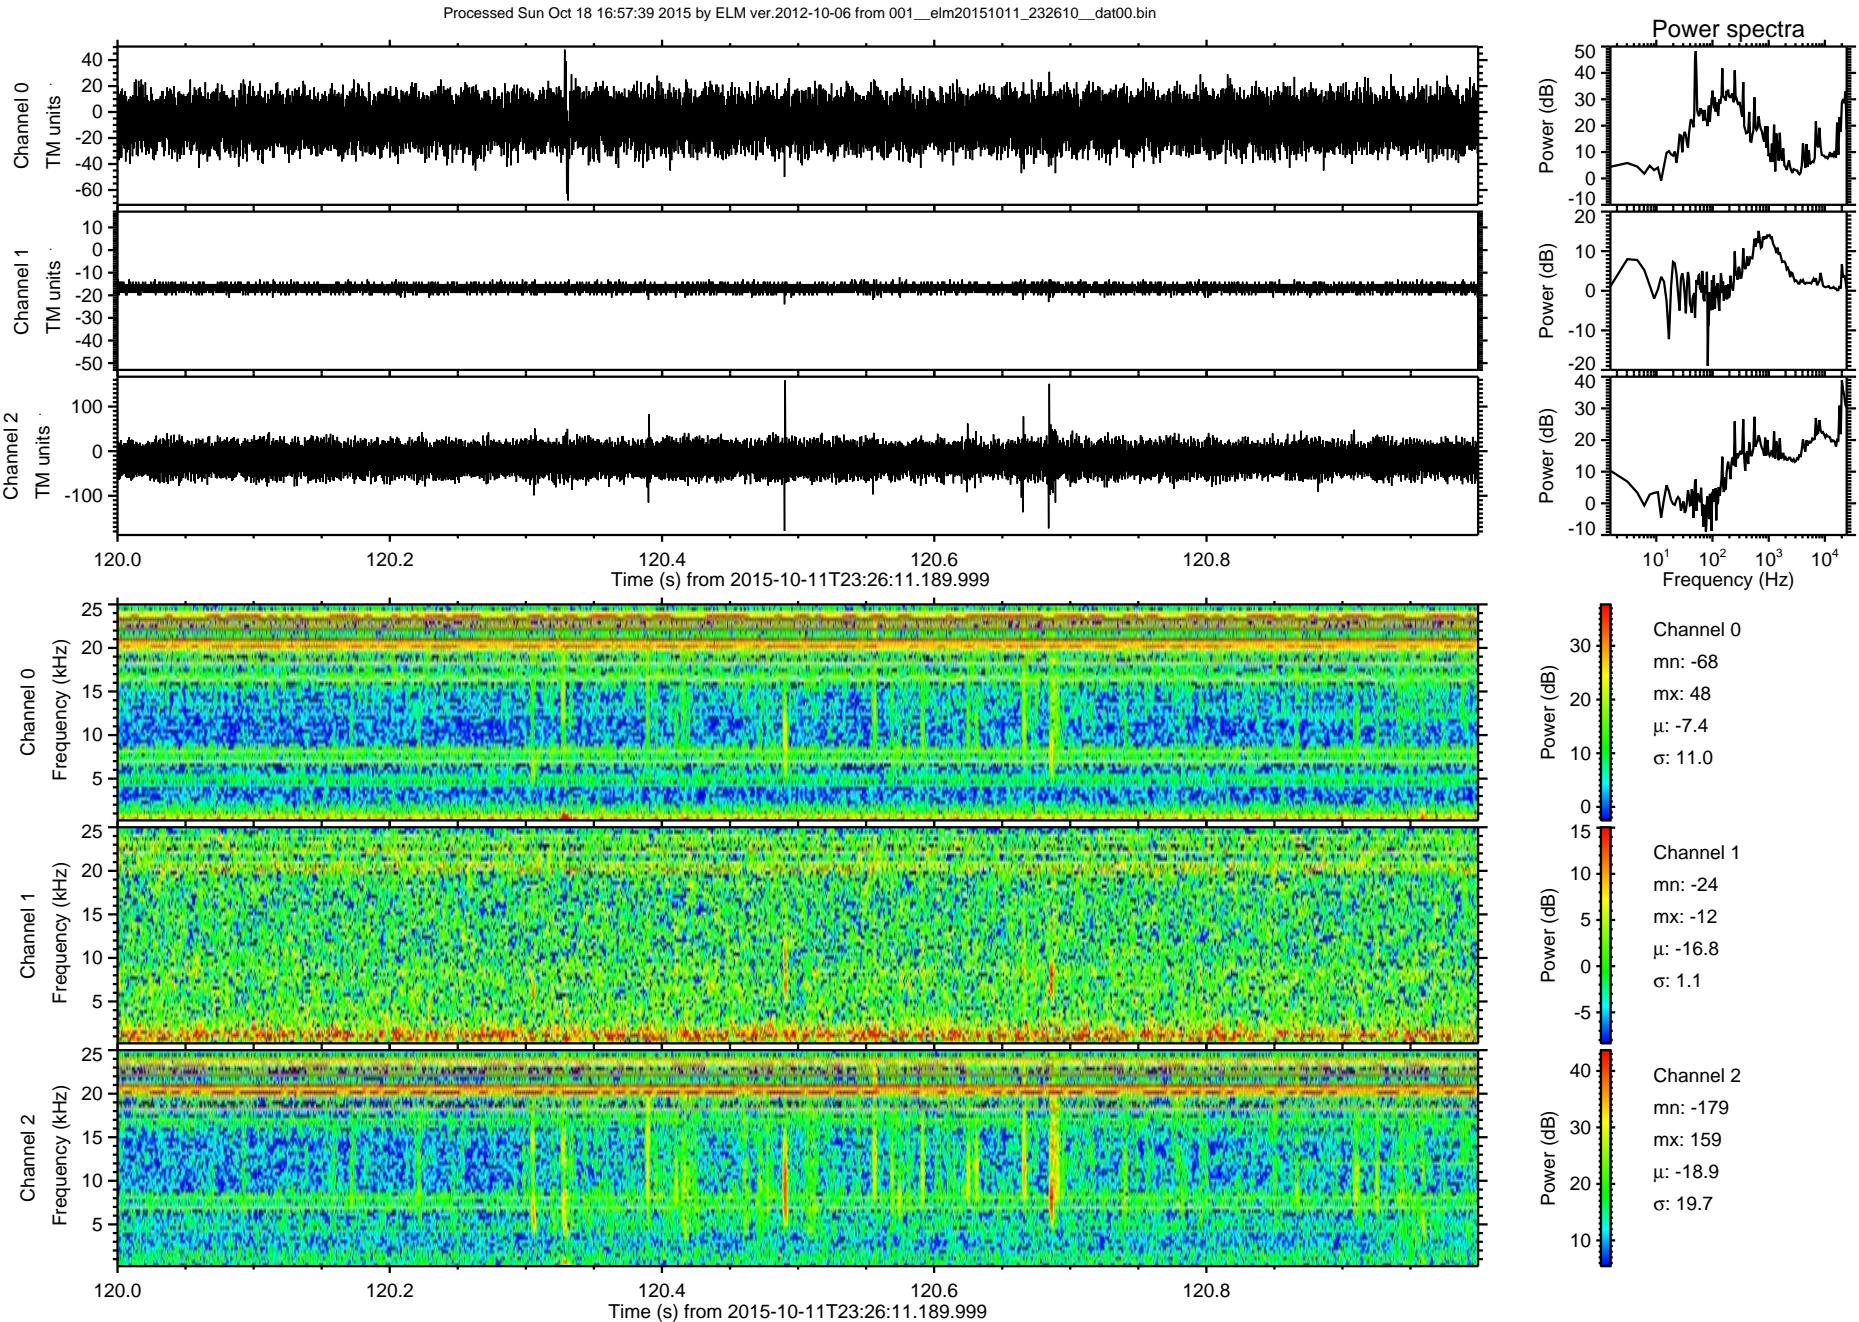 Processed Sun Oct 18 16:57:39 2015 by ELM ver.2012-10-06 from 001__elm20151011_232610__dat00.bin
Power spectra
Channel 0
TM units
40
20
0
-20
-40
-60
Power (dB)
50
40
30
20
10
0
-10
Channel 1
TM units
10
0
-10
-20
-30
-40
-50
Power (dB)
20
10
0
-10
-20
Channel 2
TM units
100
0
-100
Power (dB)
40
30
20
10
0
-10
120.0 120.2 120.4 120.6 120.8
Time (s) from 2015-10-11T23:26:11.189.999
10¹ 10² 10³ 10⁴
Frequency (Hz)
Channel 0
Frequency (kHz)
25
20
15
10
5
Power (dB)
30
20
10
0
Channel 0
mn: -68
mx: 48
μ: -7.4
σ: 11.0
Channel 1
Frequency (kHz)
25
20
15
10
5
Power (dB)
15
10
5
0
-5
Channel 1
mn: -24
mx: -12
μ: -16.8
σ: 1.1
Channel 2
Frequency (kHz)
25
20
15
10
5
Power (dB)
40
30
20
10
Channel 2
mn: -179
mx: 159
μ: -18.9
σ: 19.7
120.0 120.2 120.4 120.6 120.8
Time (s) from 2015-10-11T23:26:11.189.999